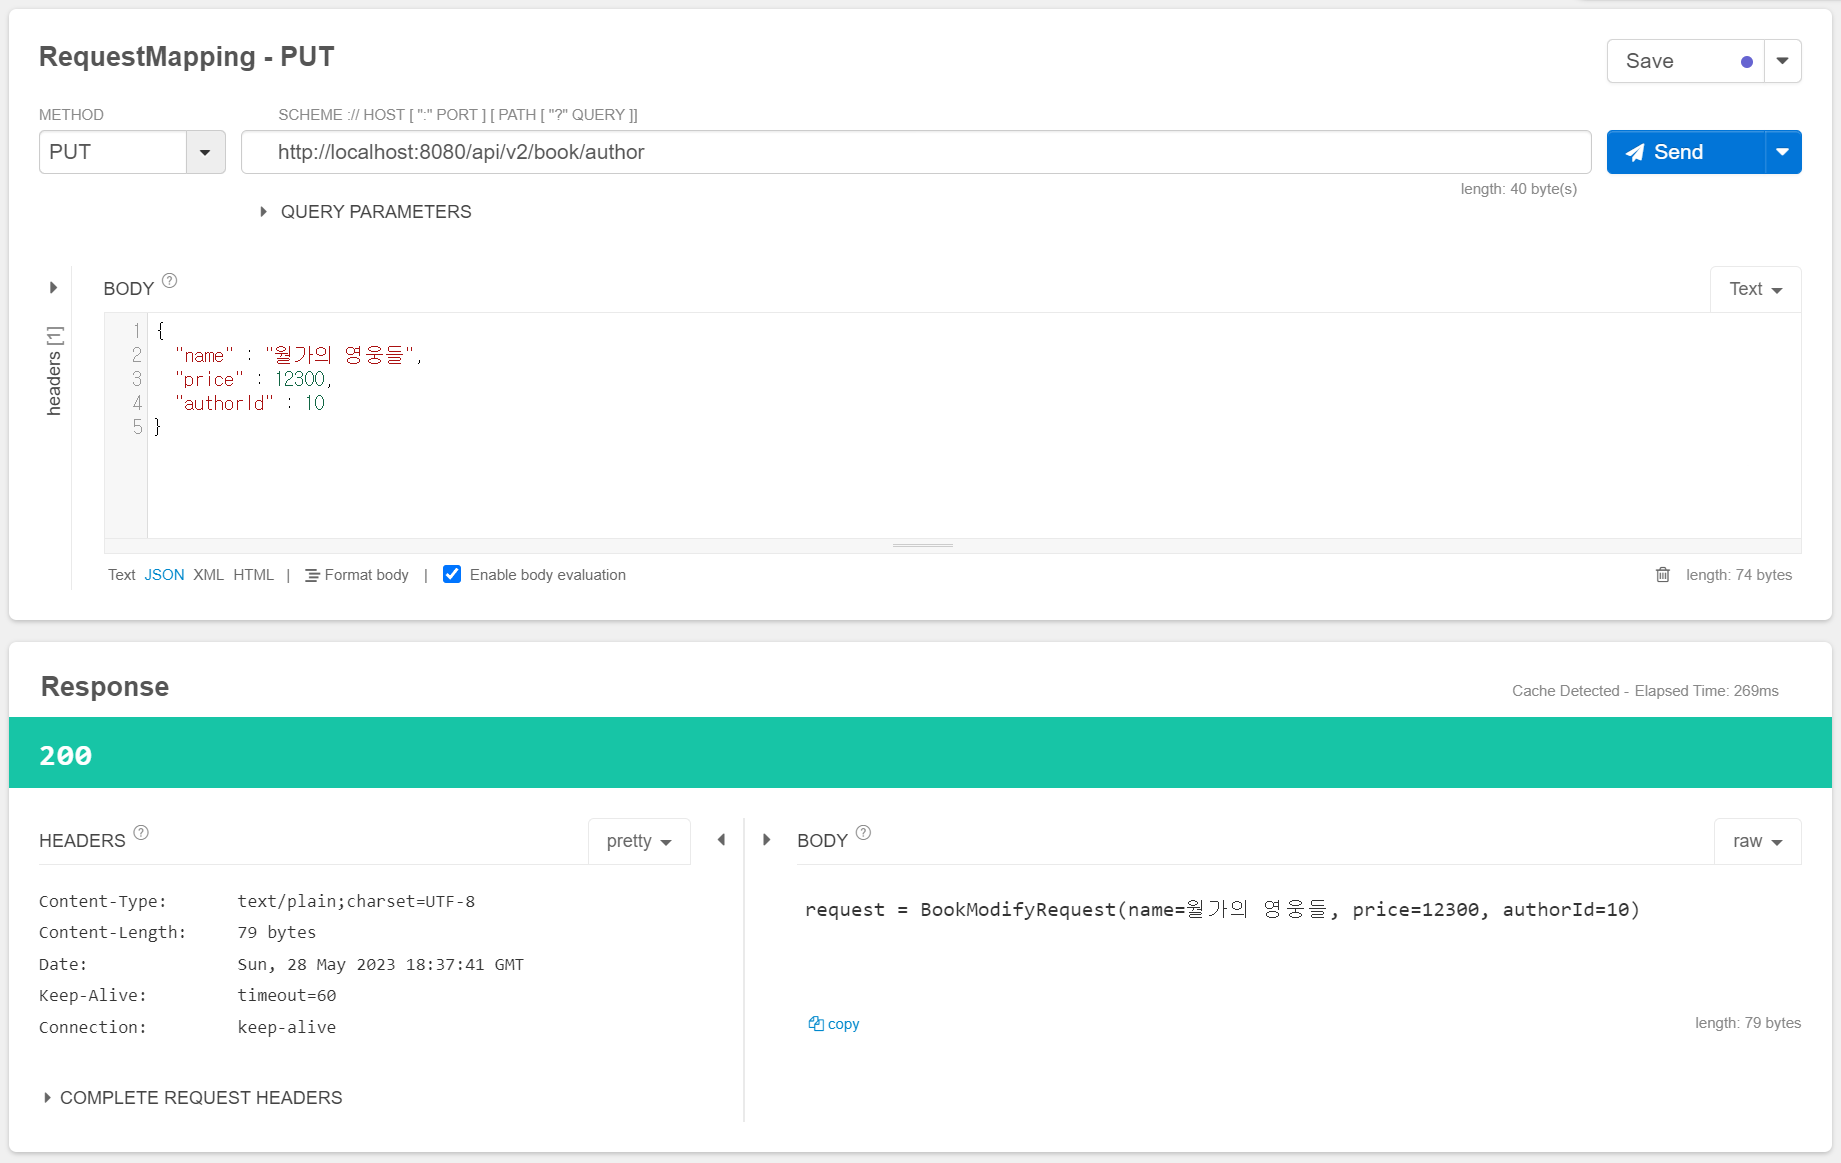 RequestMapping - PUT
Save
METHOD
SCHEME :// HOST [ ":" PORT ] [ PATH [ "?" QUERY ]]
PUT
http://localhost:8080/api/v2/book/author
Send
length: 40 byte(s)
QUERY PARAMETERS
headers [1]
BODY ?
Text
1 {
2 "name" : "월가의 영웅들",
3 "price" : 12300,
4 "authorId" : 10
5 }
Text JSON XML HTML | Format body | Enable body evaluation
length: 74 bytes
Response
Cache Detected - Elapsed Time: 269ms
200
HEADERS ?
pretty
BODY ?
raw
Content-Type: text/plain;charset=UTF-8
Content-Length: 79 bytes
Date: Sun, 28 May 2023 18:37:41 GMT
Keep-Alive: timeout=60
Connection: keep-alive
request = BookModifyRequest(name=월가의 영웅들, price=12300, authorId=10)
copy
length: 79 bytes
COMPLETE REQUEST HEADERS